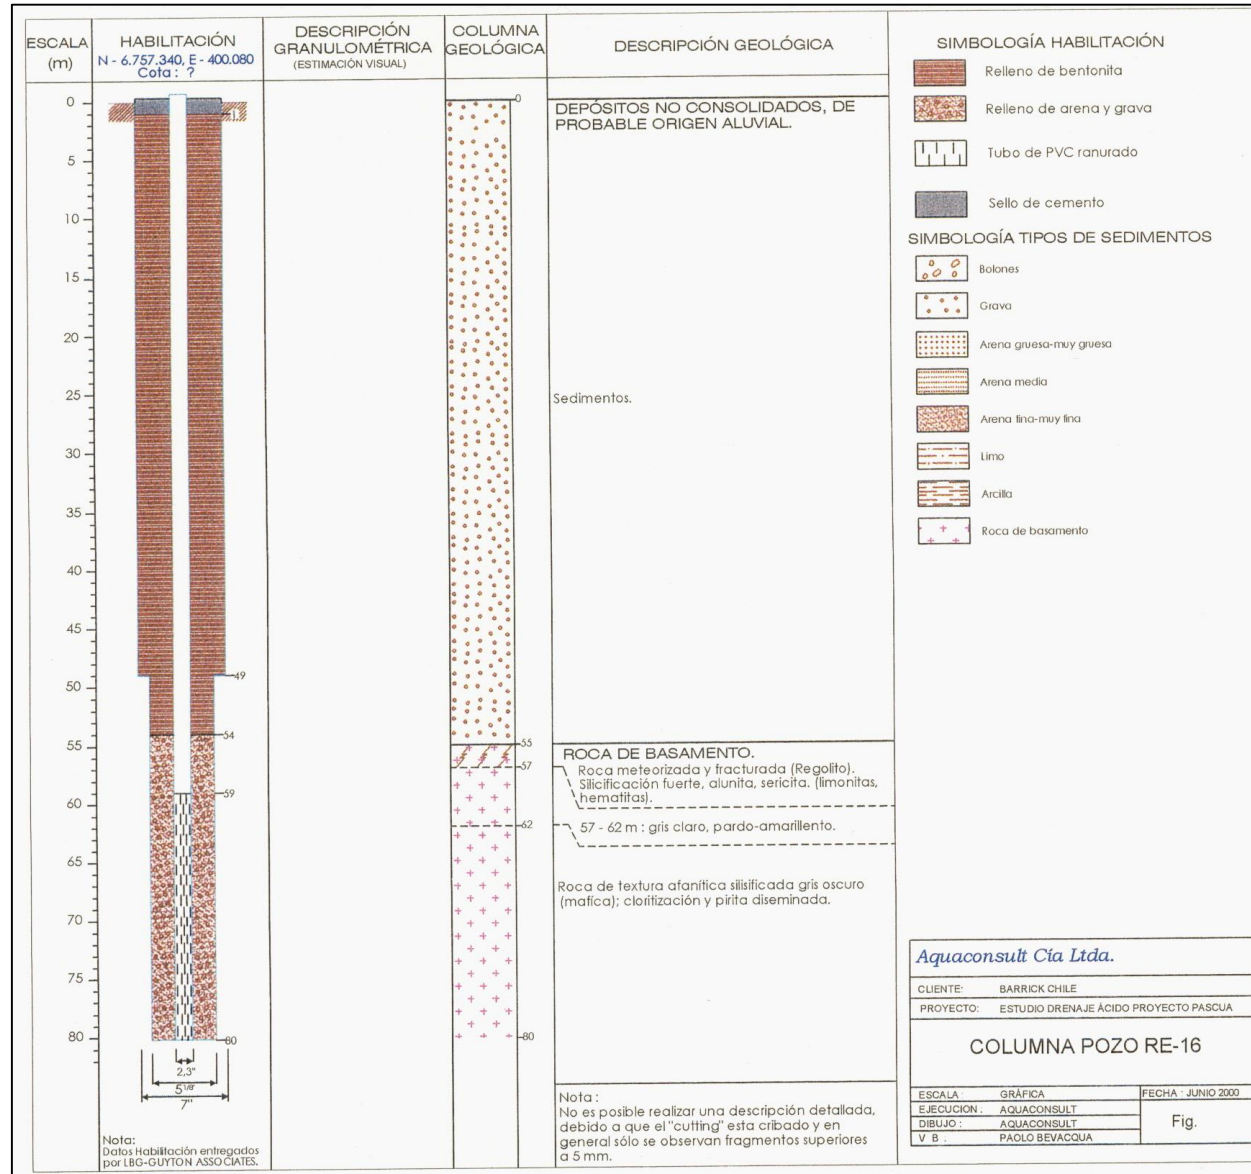 ESCALA
(m)
HABILITACIÓN
N - 6.757.340, E - 400.080
Cota : ?
DESCRIPCIÓN
GRANULOMÉTRICA
(ESTIMACIÓN VISUAL)
COLUMNA
GEOLÓGICA
DESCRIPCIÓN GEOLÓGICA
0
5
10
15
20
25
30
35
40
45
50
55
60
65
70
75
80
1
49
54
59
80
2,3"
5 1/8"
7"
Nota:
Datos Habilitación entregados
por LBG-GUYTON ASSOCIATES.
0
55
57
62
80
DEPÓSITOS NO CONSOLIDADOS, DE
PROBABLE ORIGEN ALUVIAL.
Sedimentos.
ROCA DE BASAMENTO.
Roca meteorizada y fracturada (Regolito).
Silicificación fuerte, alunita, sericita. (limonitas,
hematitas).
57 - 62 m : gris claro, pardo-amarillento.
Roca de textura afanítica silisificada gris oscuro
(mafíca); cloritización y pirita diseminada.
Nota :
No es posible realizar una descripción detallada,
debido a que el "cutting" esta cribado y en
general sólo se observan fragmentos superiores
a 5 mm.
SIMBOLOGÍA HABILITACIÓN
Relleno de bentonita
Relleno de arena y grava
Tubo de PVC ranurado
Sello de cemento
SIMBOLOGÍA TIPOS DE SEDIMENTOS
Bolones
Grava
Arena gruesa-muy gruesa
Arena media
Arena fina-muy fina
Limo
Arcilla
Roca de basamento
Aquaconsult Cía Ltda.
CLIENTE: BARRICK CHILE
PROYECTO: ESTUDIO DRENAJE ÁCIDO PROYECTO PASCUA
COLUMNA POZO RE-16
ESCALA : GRÁFICA
FECHA : JUNIO 2000
EJECUCION : AQUACONSULT
DIBUJO : AQUACONSULT
V B : PAOLO BEVACQUA
Fig.